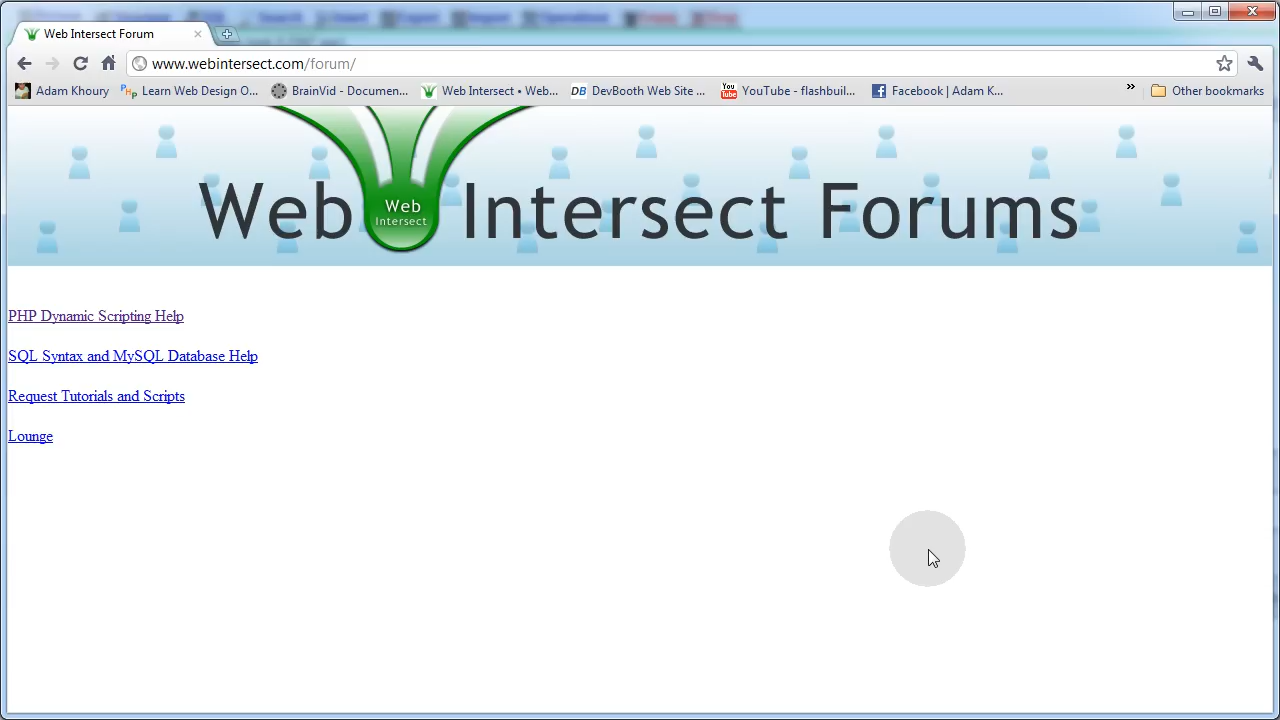 Web Intersect Forum
www.webintersect.com/forum/
Adam Khoury
Learn Web Design O...
BrainVid - Documen...
Web Intersect • Web...
DevBooth Web Site ...
YouTube - flashbuil...
Facebook | Adam K...
»
Other bookmarks
Web Intersect Forums
Web
Intersect
PHP Dynamic Scripting Help
SQL Syntax and MySQL Database Help
Request Tutorials and Scripts
Lounge